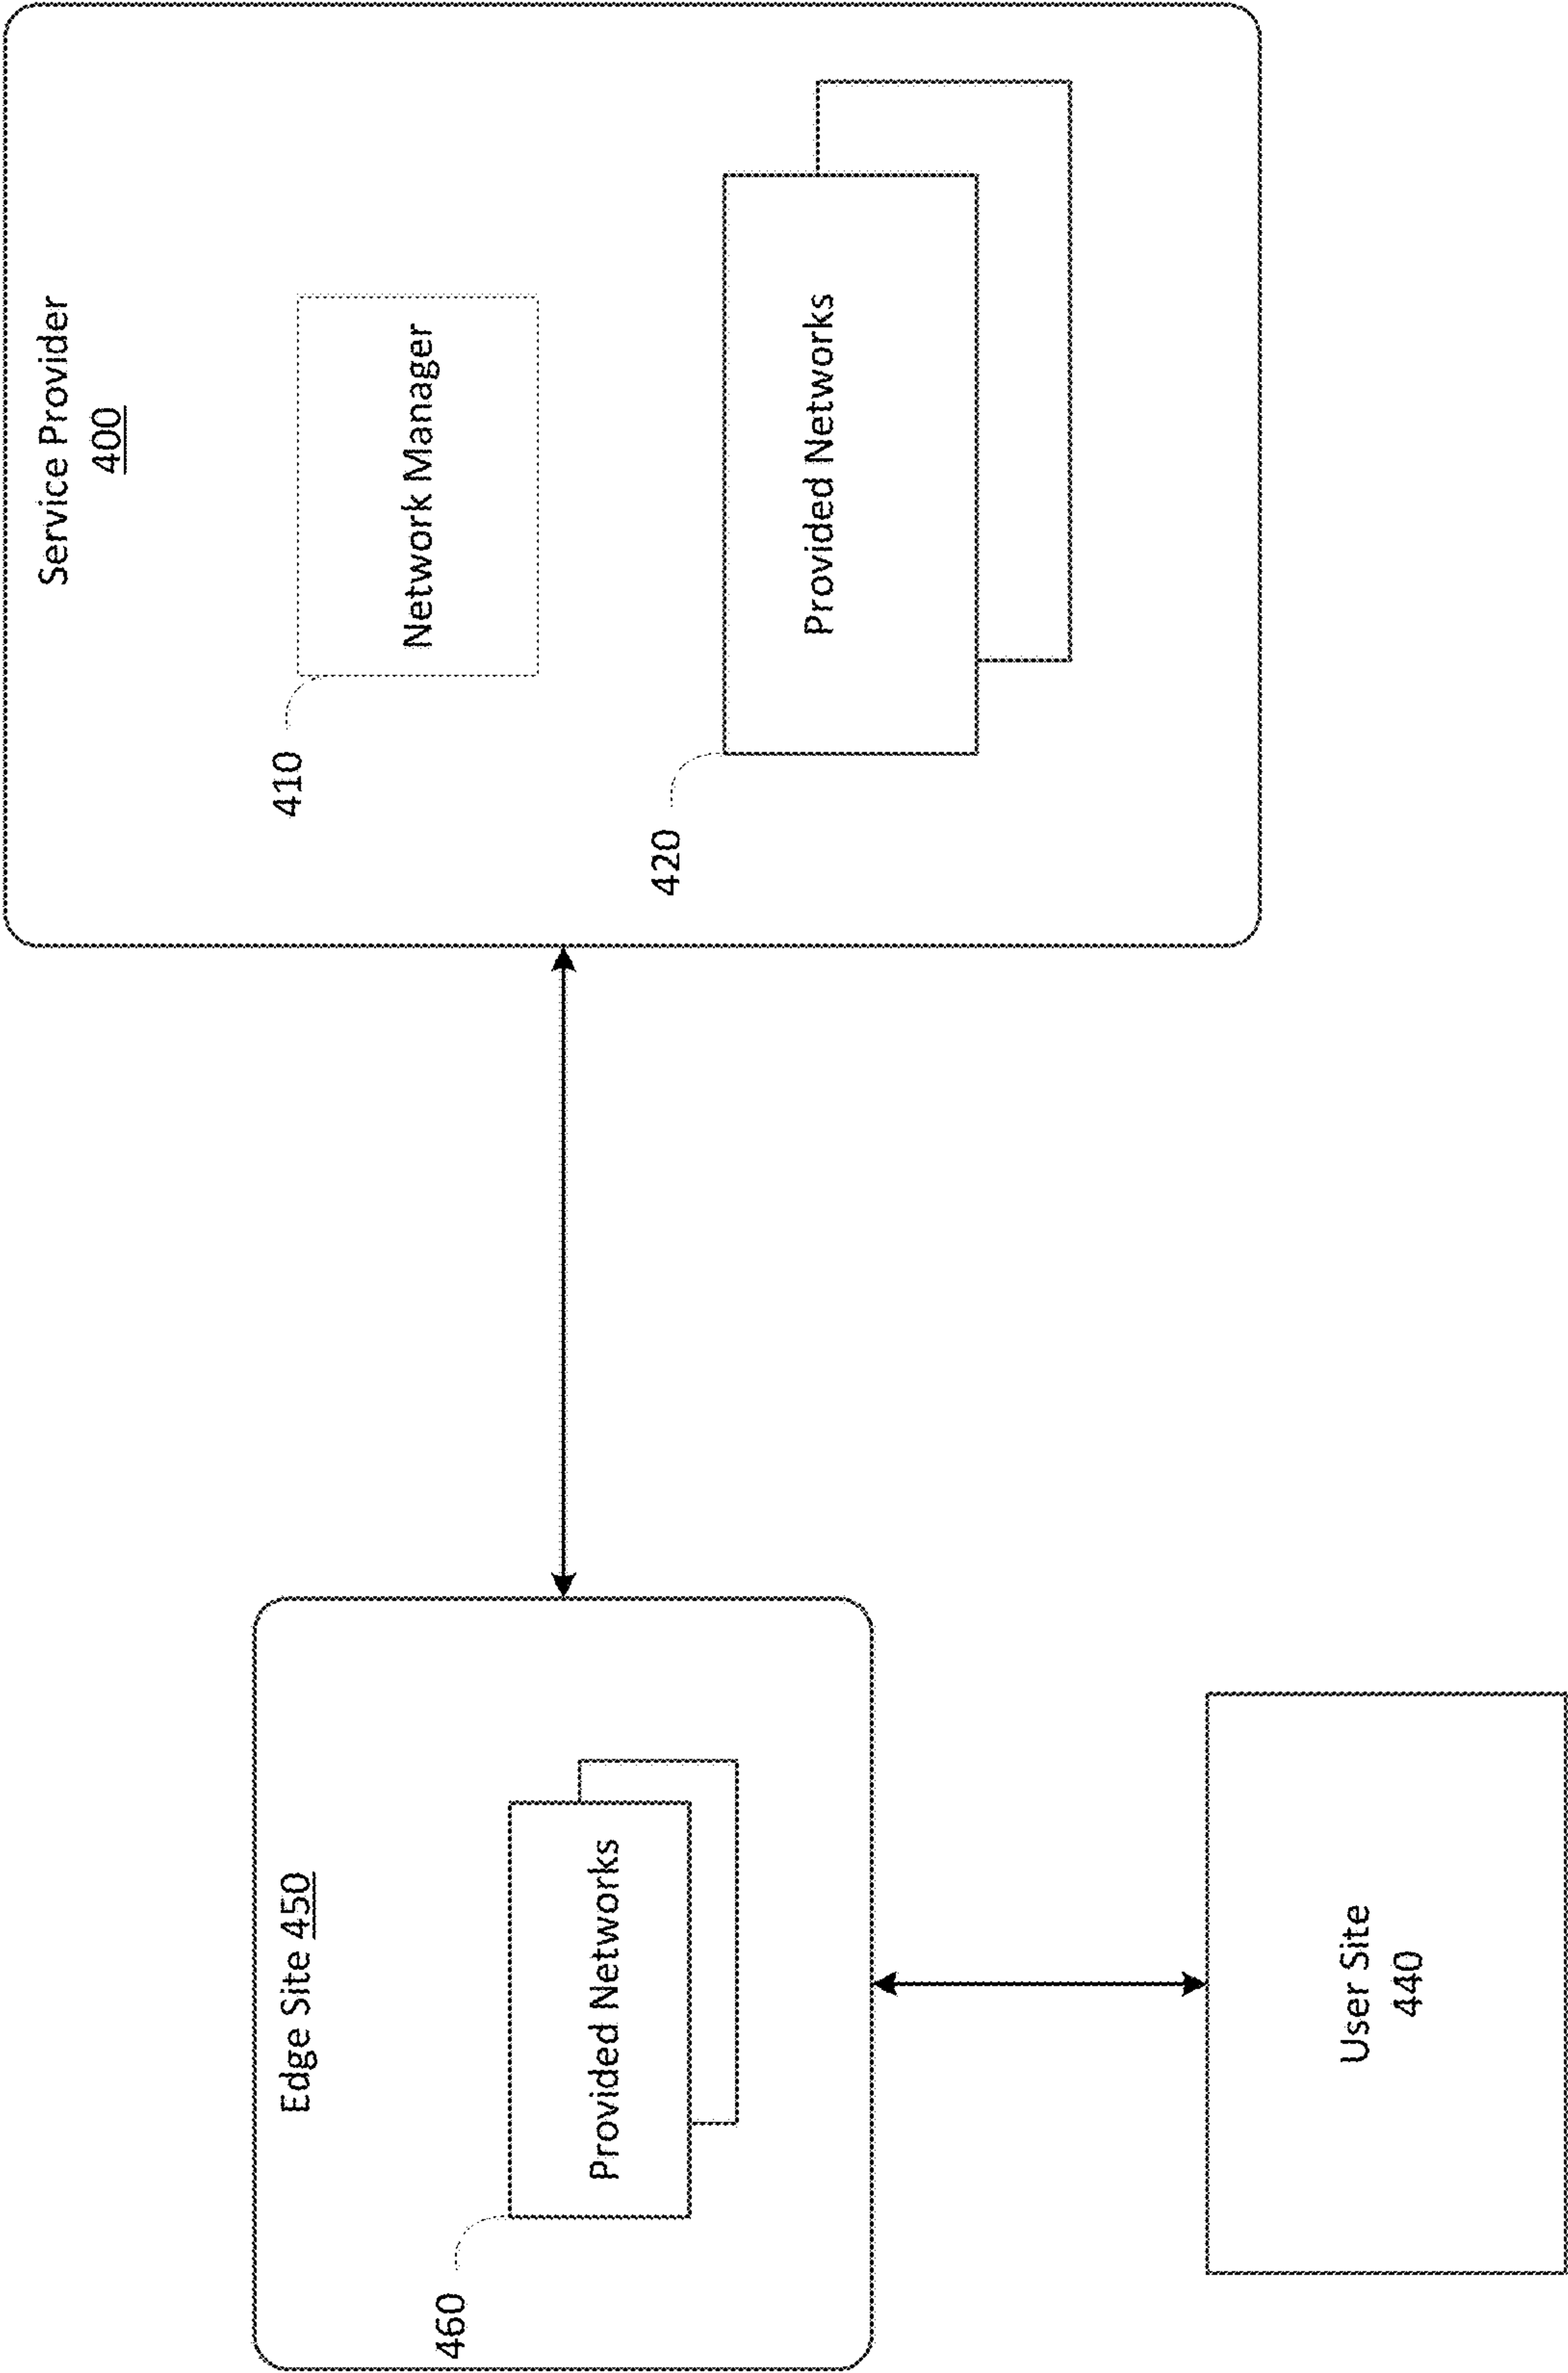 Service Provider
400
410
Network Manager
420
Provided Networks
Edge Site 450
460
Provided Networks
User Site
440